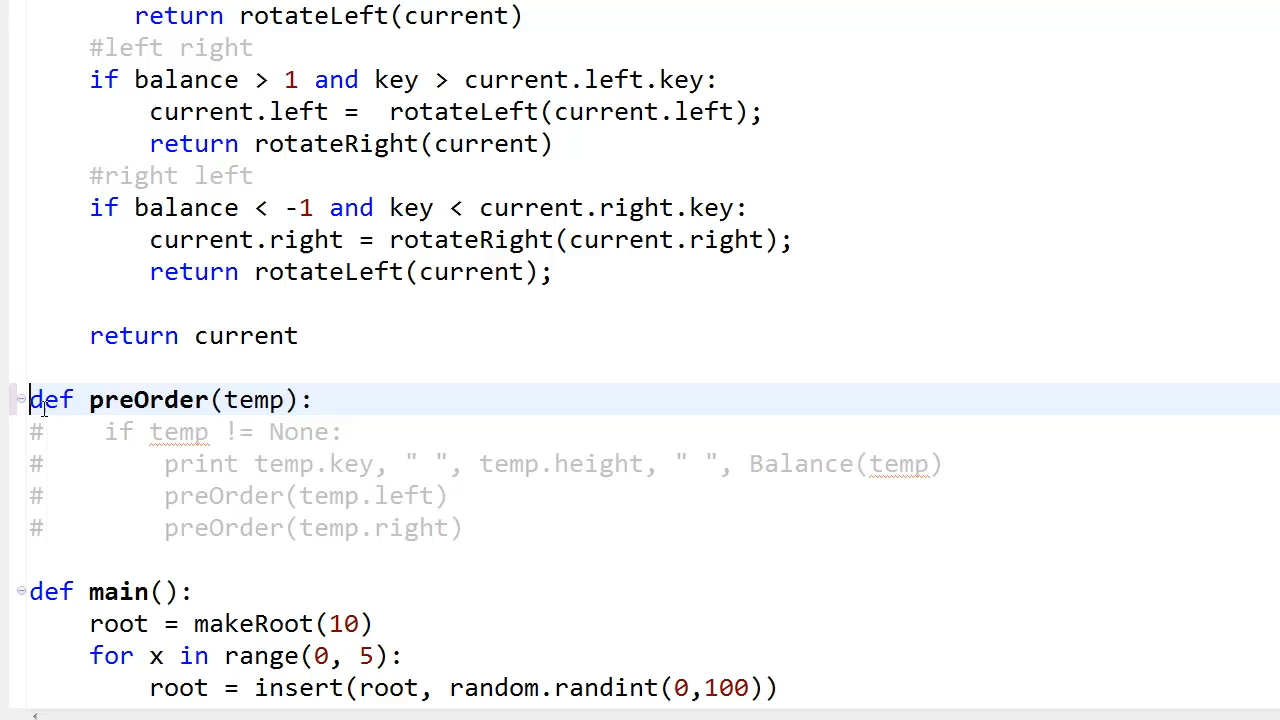 return rotateLeft(current)
#left right
if balance > 1 and key > current.left.key:
current.left =  rotateLeft(current.left);
return rotateRight(current)
#right left
if balance < -1 and key < current.right.key:
current.right = rotateRight(current.right);
return rotateLeft(current);
return current
def preOrder(temp):
#    if temp != None:
#        print temp.key, " ", temp.height, " ", Balance(temp)
#        preOrder(temp.left)
#        preOrder(temp.right)
def main():
root = makeRoot(10)
for x in range(0, 5):
root = insert(root, random.randint(0,100))